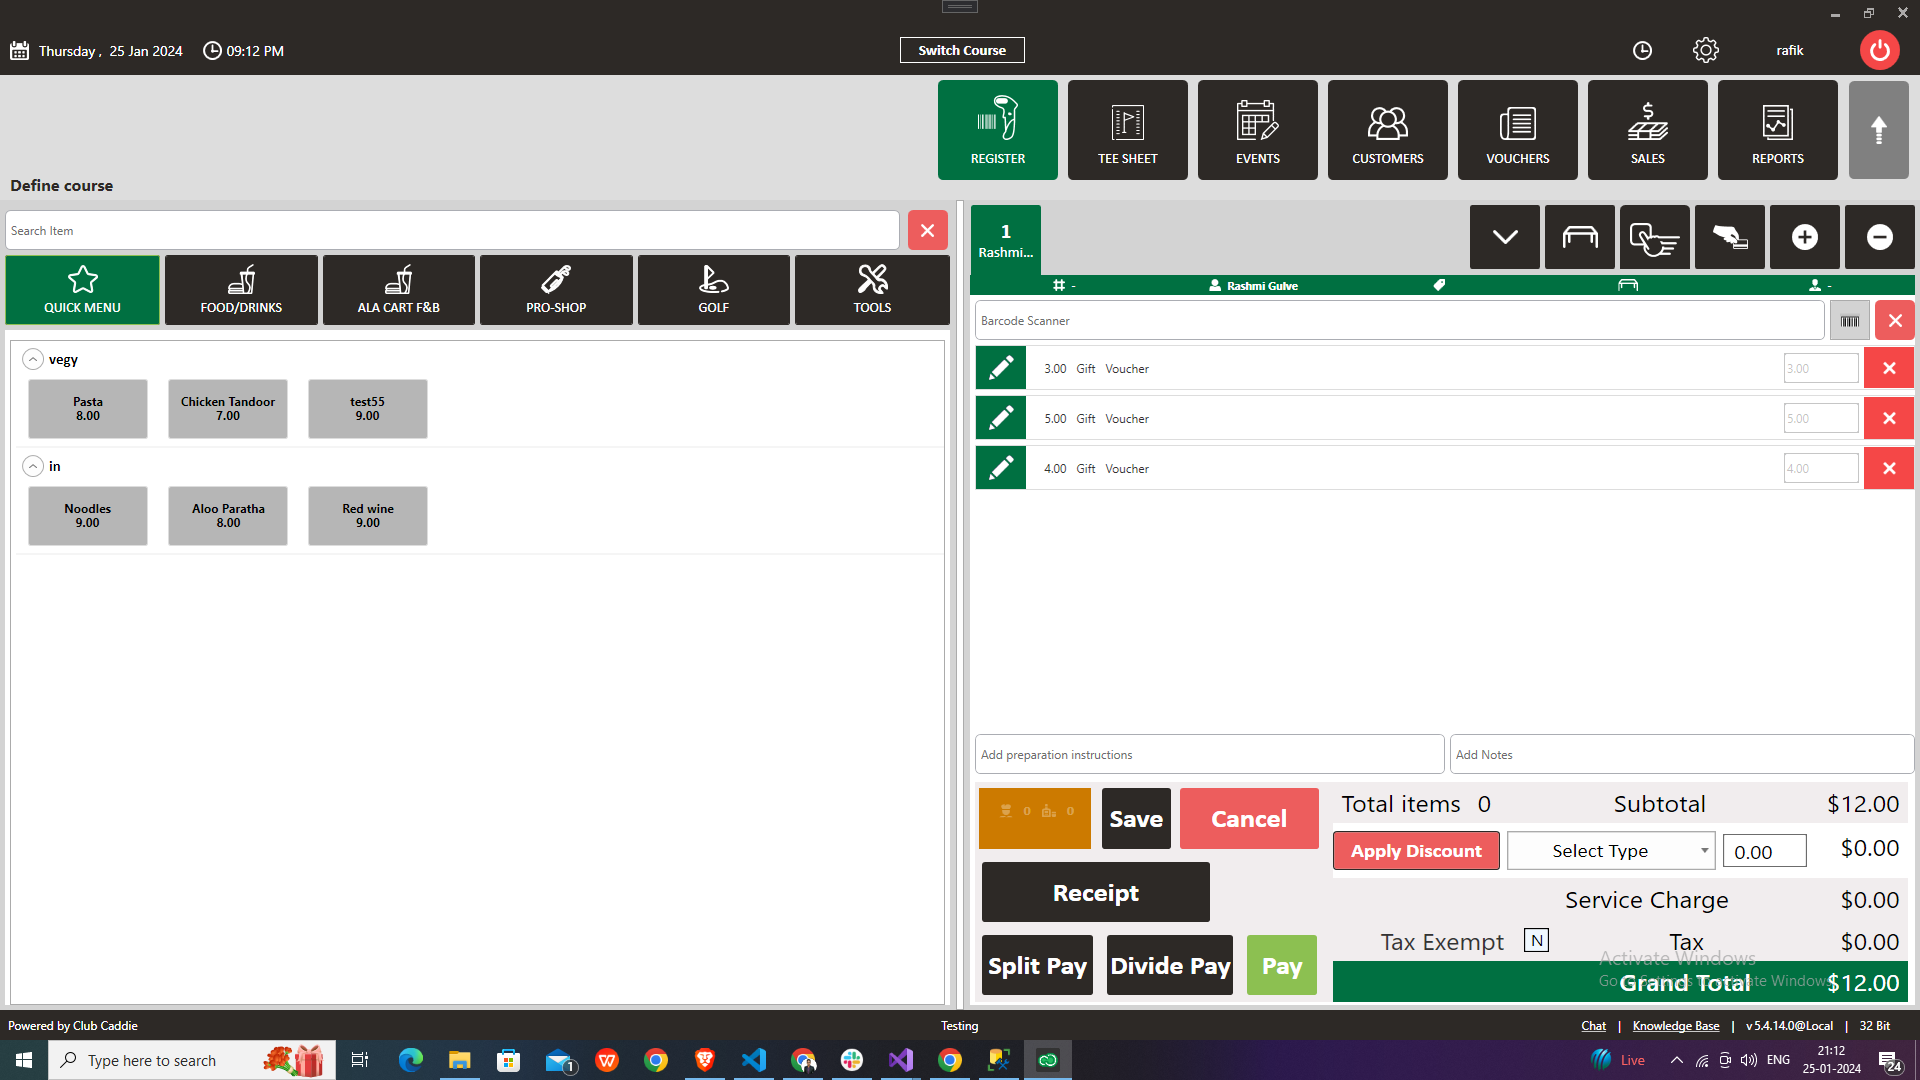 Thursday ,  25 Jan 2024
09:12 PM
Switch Course
rafik
REGISTER
TEE SHEET
EVENTS
CUSTOMERS
VOUCHERS
SALES
REPORTS
Define course
Search Item
QUICK MENU
FOOD/DRINKS
ALA CART F&B
PRO-SHOP
GOLF
TOOLS
vegy
Pasta
8.00
Chicken Tandoor
7.00
test55
9.00
in
Noodles
9.00
Aloo Paratha
8.00
Red wine
9.00
1
Rashmi...
-
Rashmi Gulve
-
Barcode Scanner
3.00 Gift Voucher
3.00
5.00 Gift Voucher
5.00
4.00 Gift Voucher
4.00
Add preparation instructions
Add Notes
0 0
Save
Cancel
Receipt
Split Pay
Divide Pay
Pay
Total items 0
Subtotal $12.00
Apply Discount
Select Type
0.00
$0.00
Service Charge $0.00
Tax Exempt N
Tax $0.00
Activate Windows
Go to Settings to activate Windows.
Grand Total $12.00
Powered by Club Caddie
Testing
Chat | Knowledge Base | v 5.4.14.0@Local | 32 Bit
Type here to search
1
Live
ENG
21:12
25-01-2024
24